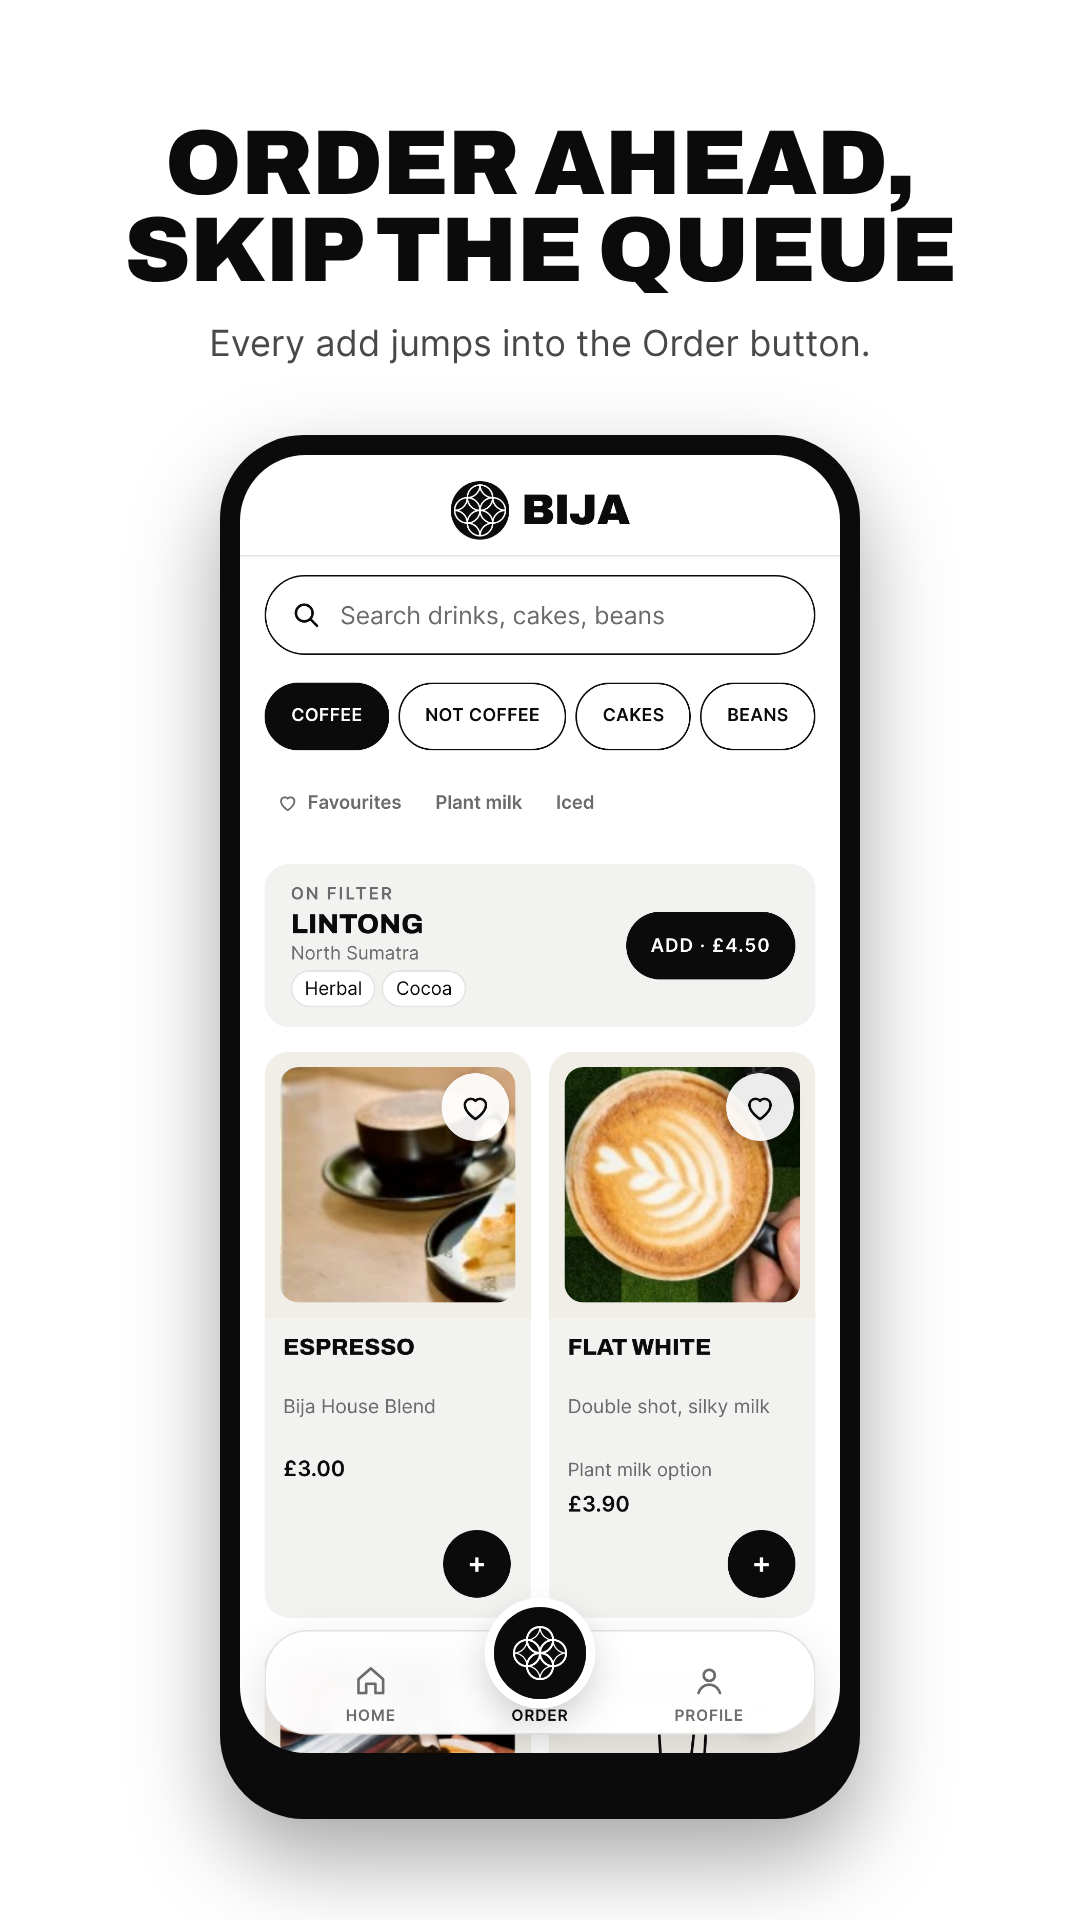 ORDER AHEAD,
SKIP THE QUEUE
Every add jumps into the Order button.
BIJA
Search drinks, cakes, beans
COFFEE
NOT COFFEE
CAKES
BEANS
Favourites
Plant milk
Iced
ON FILTER
LINTONG
North Sumatra
Herbal
Cocoa
ADD · £4.50
ESPRESSO
Bija House Blend
£3.00
+
FLAT WHITE
Double shot, silky milk
Plant milk option
£3.90
+
HOME
ORDER
PROFILE